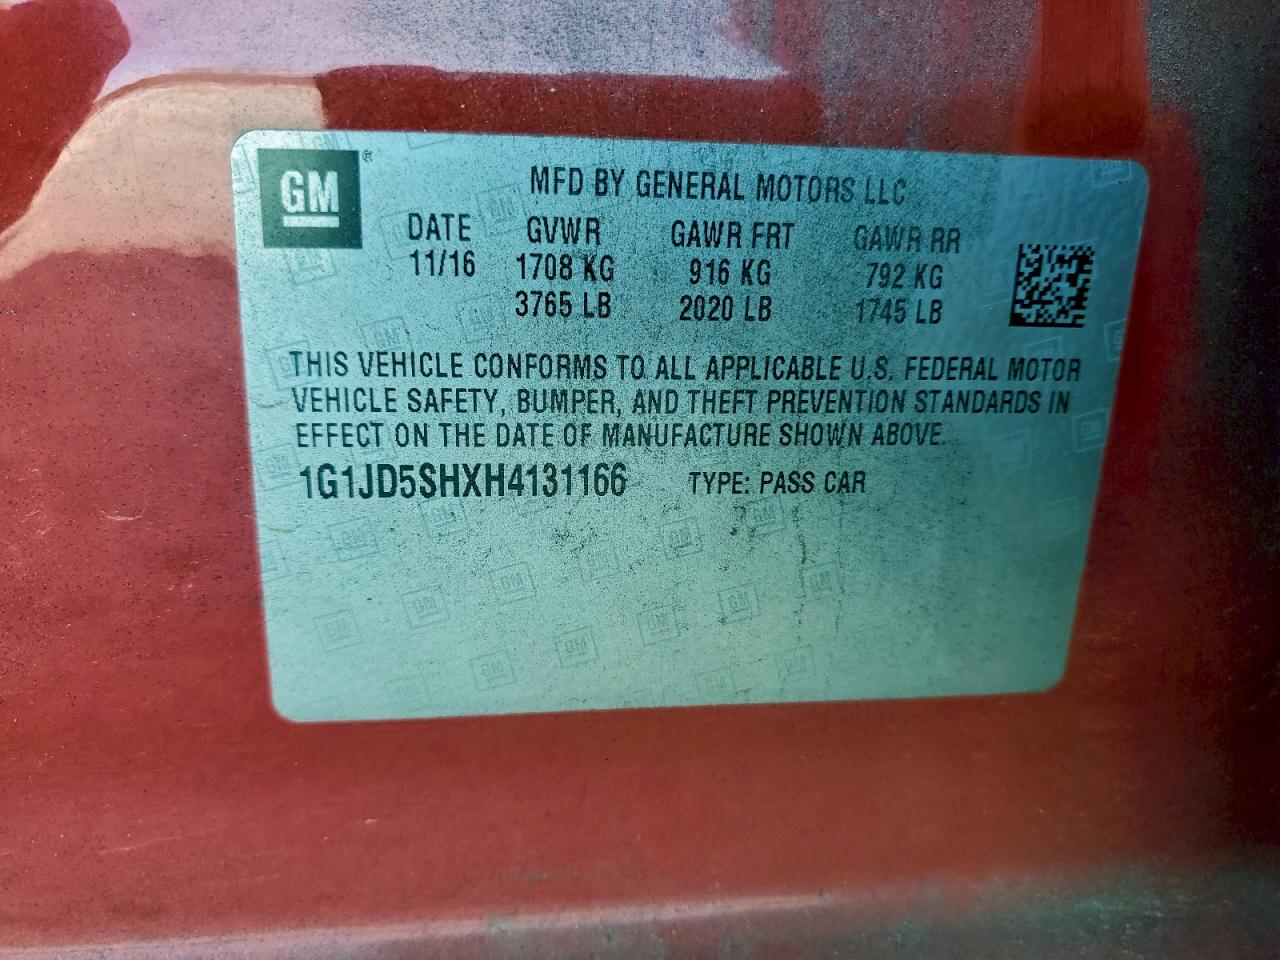 GM ®
MFD BY GENERAL MOTORS LLC
DATE GVWR GAWR FRT GAWR RR
11/16 1708 KG 916 KG 792 KG
3765 LB 2020 LB 1745 LB
THIS VEHICLE CONFORMS TO ALL APPLICABLE U.S. FEDERAL MOTOR
VEHICLE SAFETY, BUMPER, AND THEFT PREVENTION STANDARDS IN
EFFECT ON THE DATE OF MANUFACTURE SHOWN ABOVE.
1G1JD5SHXH4131166 TYPE: PASS CAR